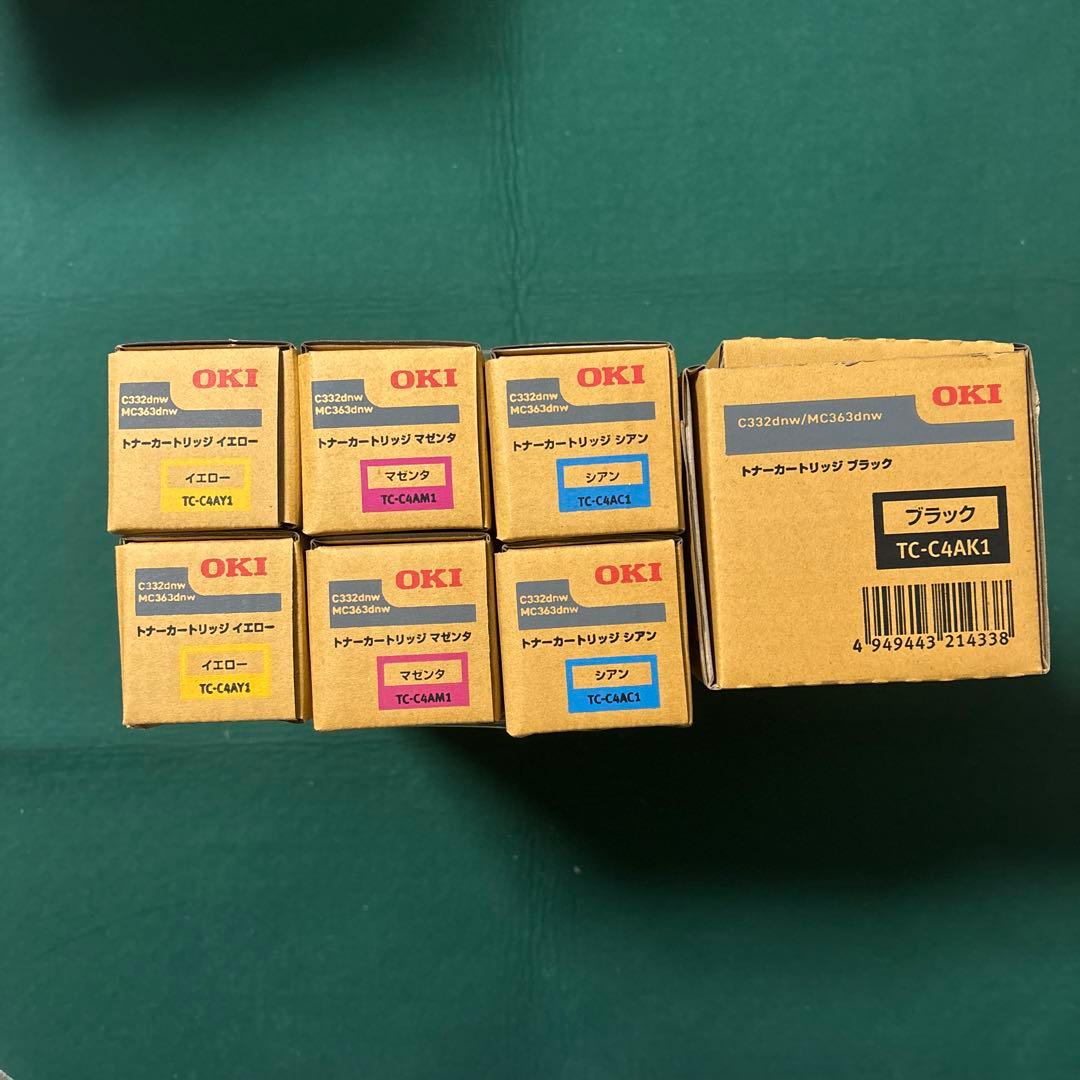 OKI
C332dnw
MC363dnw
トナーカートリッジ イエロー
イエロー
TC-C4AY1
OKI
C332dnw
MC363dnw
トナーカートリッジ マゼンタ
マゼンタ
TC-C4AM1
OKI
C332dnw
MC363dnw
トナーカートリッジ シアン
シアン
TC-C4AC1
OKI
C332dnw/MC363dnw
トナーカートリッジ ブラック
ブラック
TC-C4AK1
4 949443 214338
OKI
C332dnw
MC363dnw
トナーカートリッジ イエロー
イエロー
TC-C4AY1
OKI
C332dnw
MC363dnw
トナーカートリッジ マゼンタ
マゼンタ
TC-C4AM1
OKI
C332dnw
MC363dnw
トナーカートリッジ シアン
シアン
TC-C4AC1